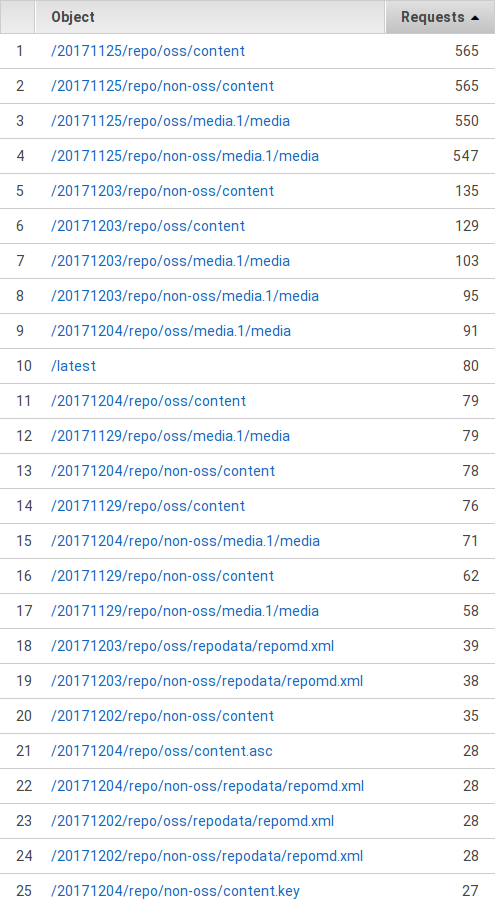 Object Requests
1 /20171125/repo/oss/content 565
2 /20171125/repo/non-oss/content 565
3 /20171125/repo/oss/media.1/media 550
4 /20171125/repo/non-oss/media.1/media 547
5 /20171203/repo/non-oss/content 135
6 /20171203/repo/oss/content 129
7 /20171203/repo/oss/media.1/media 103
8 /20171203/repo/non-oss/media.1/media 95
9 /20171204/repo/oss/media.1/media 91
10 /latest 80
11 /20171204/repo/oss/content 79
12 /20171129/repo/oss/media.1/media 79
13 /20171204/repo/non-oss/content 78
14 /20171129/repo/oss/content 76
15 /20171204/repo/non-oss/media.1/media 71
16 /20171129/repo/non-oss/content 62
17 /20171129/repo/non-oss/media.1/media 58
18 /20171203/repo/oss/repodata/repomd.xml 39
19 /20171203/repo/non-oss/repodata/repomd.xml 38
20 /20171202/repo/non-oss/content 35
21 /20171204/repo/oss/content.asc 28
22 /20171204/repo/non-oss/repodata/repomd.xml 28
23 /20171202/repo/oss/repodata/repomd.xml 28
24 /20171202/repo/non-oss/repodata/repomd.xml 28
25 /20171204/repo/non-oss/content.key 27